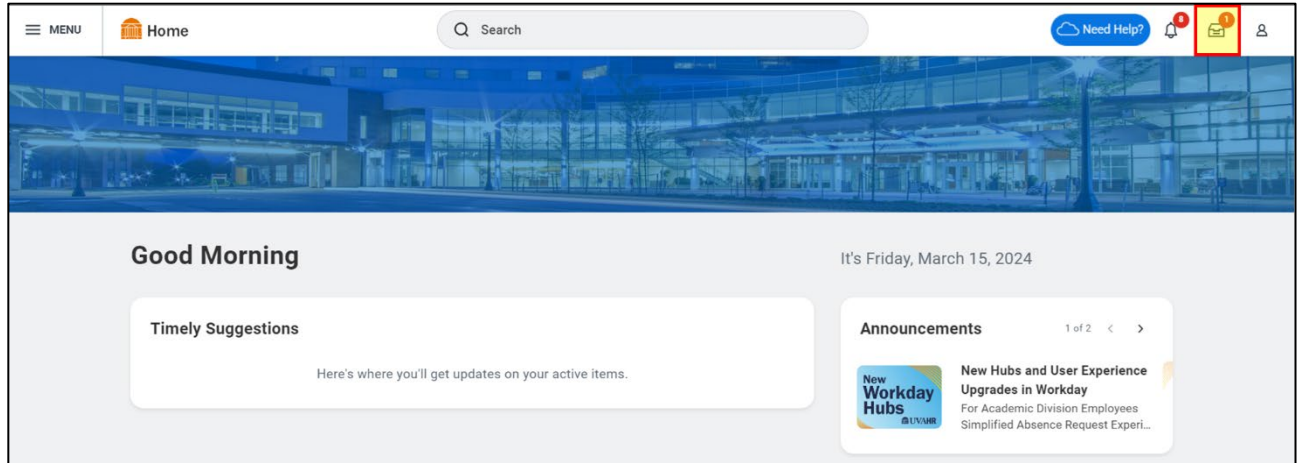 MENU
Home
Search
Need Help?
8
1
Good Morning
It's Friday, March 15, 2024
Timely Suggestions
Here's where you'll get updates on your active items.
Announcements
1 of 2
New
Workday
Hubs
UVAHR
New Hubs and User Experience
Upgrades in Workday
For Academic Division Employees
Simplified Absence Request Experi...